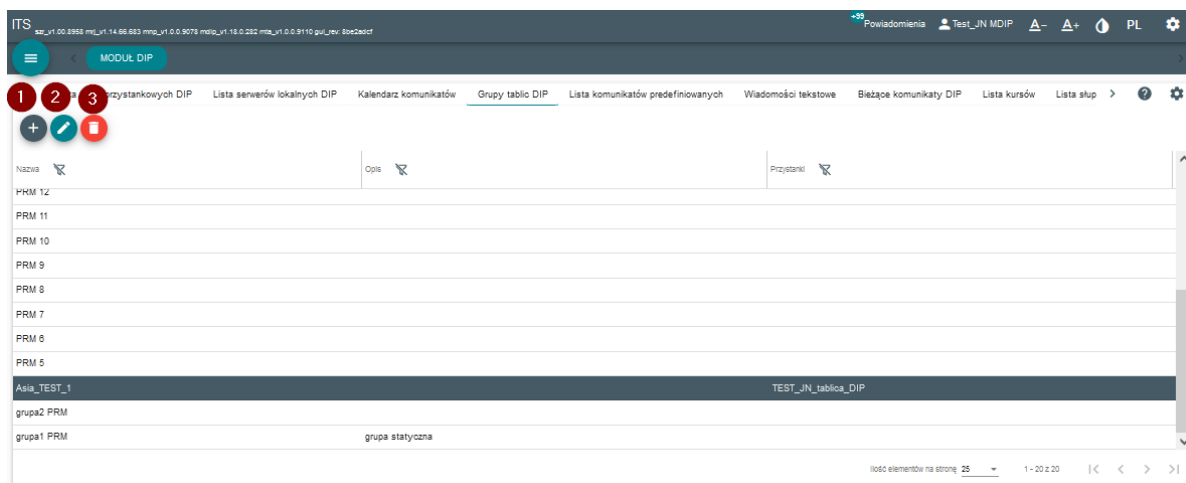 ITS szr_v1.00.8958 mrj_v1.14.66.683 mnp_v1.0.0.9078 mdip_v1.18.0.282 mta_v1.0.0.9110 gui_rev: 8be2adcf +99 Powiadomienia Test_JN MDIP A- A+ PL
MODUŁ DIP
1 2 3 rzystankowych DIP Lista serwerów lokalnych DIP Kalendarz komunikatów Grupy tablic DIP Lista komunikatów predefiniowanych Wiadomości tekstowe Bieżące komunikaty DIP Lista kursów Lista słup
Nazwa Opis Przystanki
PRM 12
PRM 11
PRM 10
PRM 9
PRM 8
PRM 7
PRM 6
PRM 5
Asia_TEST_1 TEST_JN_tablica_DIP
grupa2 PRM
grupa1 PRM grupa statyczna
Ilość elementów na stronę 25 1 - 20 z 20